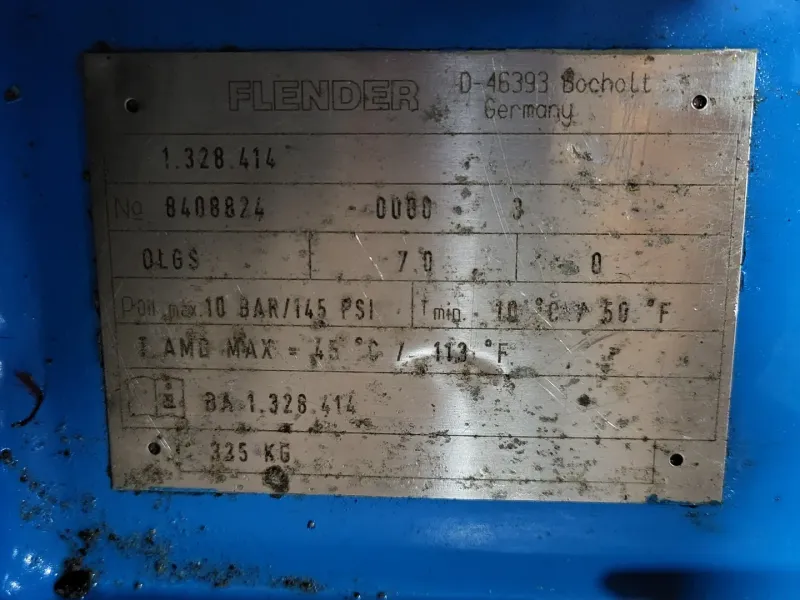 FLENDER D-46393 Bocholt
Germany
1.328.414
No 8408824 -0080 - 3
OLGS 70 0
Poil max.10 BAR/145 PSI T min. 10 °C / 50 °F
T AMB MAX = 45 °C / 113 °F
BA 1.328.414
335 KG